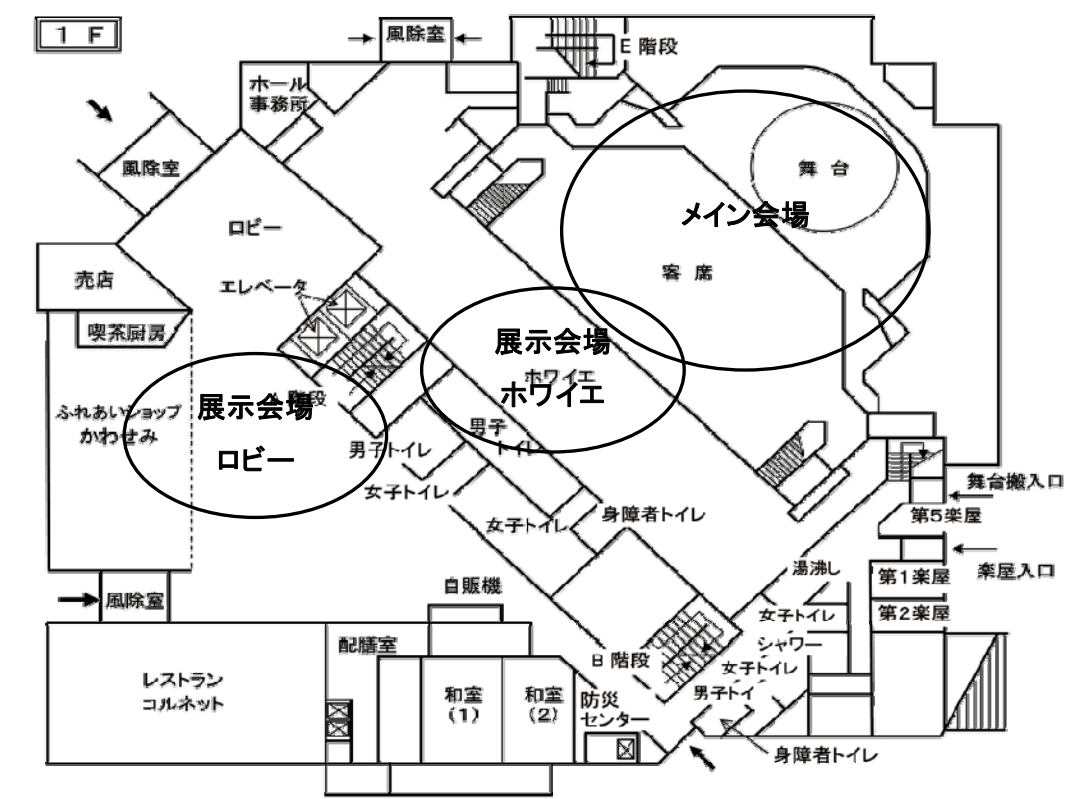 １ Ｆ
風除室
E 階段
ホール
事務所
風除室
舞 台
メイン会場
ロビー
客 席
売店
エレベータ
喫茶厨房
展示会場
ホワイエ
ホワイエ
階段
展示会場
ロビー
ふれあいショップ
かわせみ
男子トイレ
男子
トイレ
女子トイレ
女子トイレ
身障者トイレ
舞台搬入口
第5楽屋
楽屋入口
湯沸し
第1楽屋
第2楽屋
自販機
風除室
女子トイレ
シャワー
配膳室
B 階段
女子トイレ
レストラン
コルネット
和室
(1)
和室
(2)
防災
センター
男子トイ
身障者トイレ